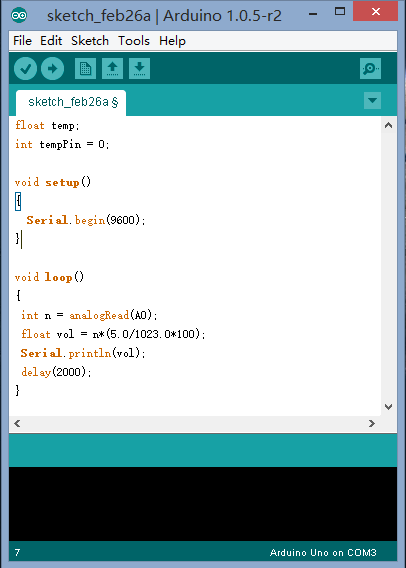 sketch_feb26a | Arduino 1.0.5-r2
File Edit Sketch Tools Help
sketch_feb26a §
float temp;
int tempPin = 0;
void setup()
{
Serial.begin(9600);
}
void loop()
{
int n = analogRead(A0);
float vol = n*(5.0/1023.0*100);
Serial.println(vol);
delay(2000);
}
7 Arduino Uno on COM3